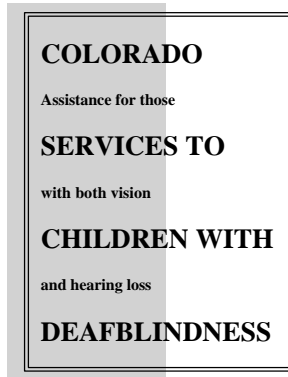 COLORADO
Assistance for those
SERVICES TO
with both vision
CHILDREN WITH
and hearing loss
DEAFBLINDNESS